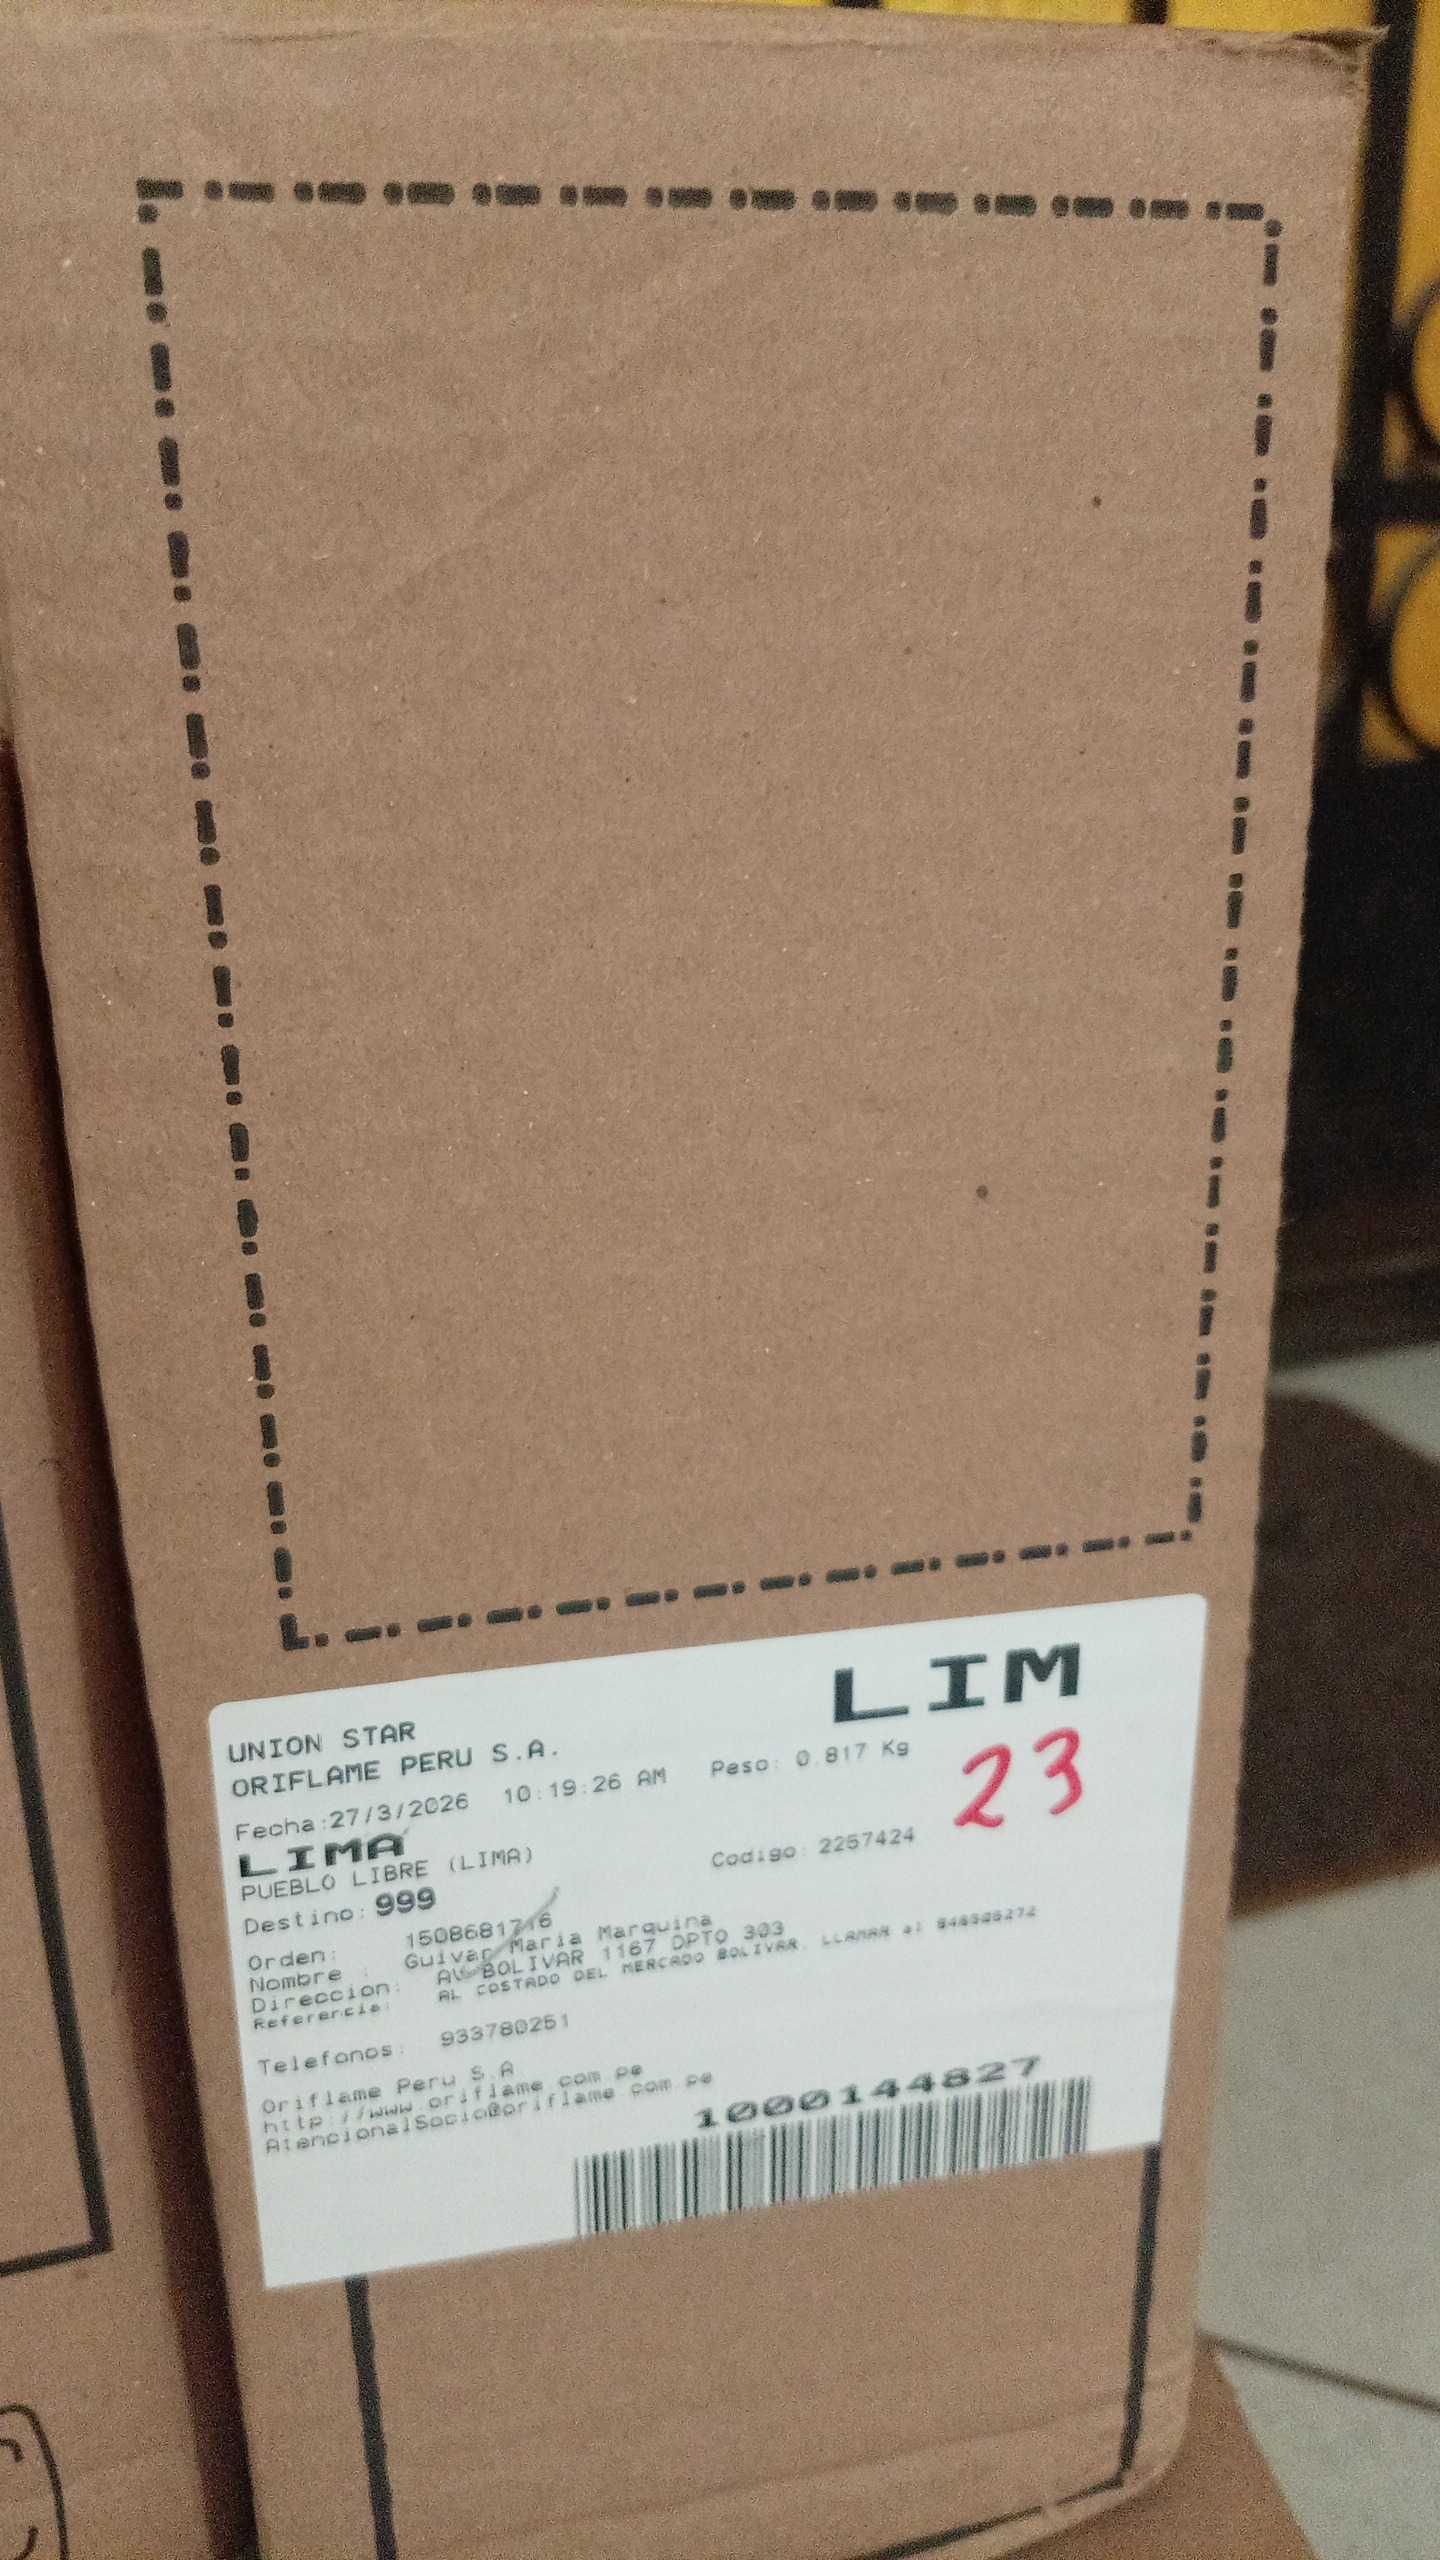 LIM
UNION STAR
ORIFLAME PERU S.A.
Fecha:27/3/2026 10:19:26 AM Peso: 0.817 Kg
23
LIMA
PUEBLO LIBRE (LIMA) Codigo: 2257424
Destino: 999
Orden: 1508681716
Nombre : Guivar Maria Marquina
Direccion: AV BOLIVAR 1167 DPTO 303
Referencia: AL COSTADO DEL MERCADO BOLIVAR. LLAMAR al
Telefonos: 933780251
Oriflame Peru S.A
http://www.oriflame.com.pe
AtencionalSocio@oriflame.com.pe
1000144827